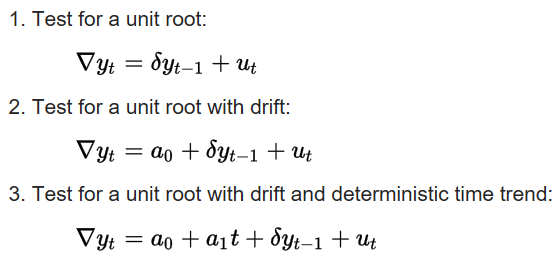 1. Test for a unit root:
∇yₜ = δyₜ₋₁ + uₜ
2. Test for a unit root with drift:
∇yₜ = a₀ + δyₜ₋₁ + uₜ
3. Test for a unit root with drift and deterministic time trend:
∇yₜ = a₀ + a₁t + δyₜ₋₁ + uₜ